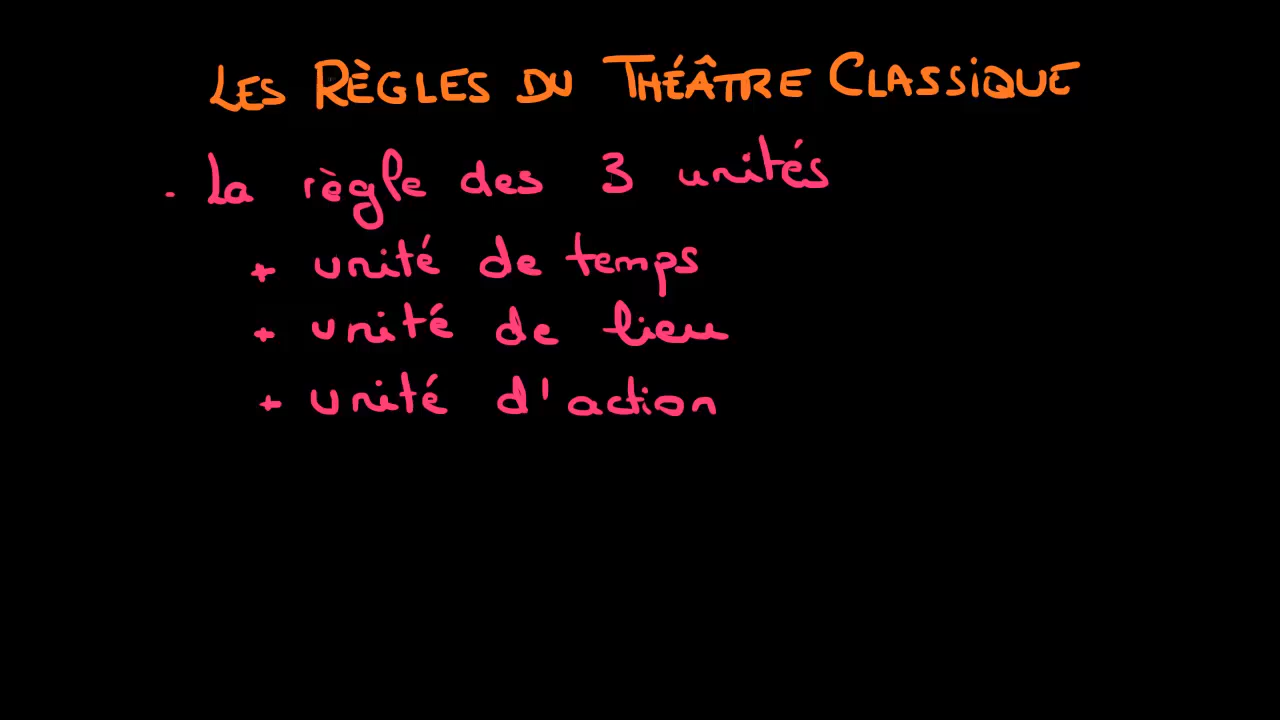 LES RÈGLES DU THÉÂTRE CLASSIQUE
- La règle des 3 unités
+ unité de temps
+ unité de lieu
+ unité d'action